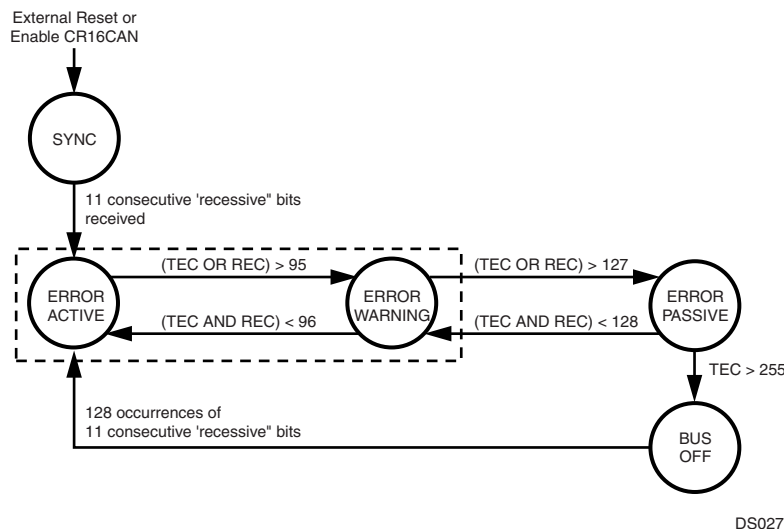 External Reset or
Enable CR16CAN
SYNC
11 consecutive 'recessive" bits
received
(TEC OR REC) > 95
(TEC OR REC) > 127
ERROR
ACTIVE
ERROR
WARNING
ERROR
PASSIVE
(TEC AND REC) < 96
(TEC AND REC) < 128
TEC > 255
128 occurrences of
11 consecutive 'recessive" bits
BUS
OFF
DS027